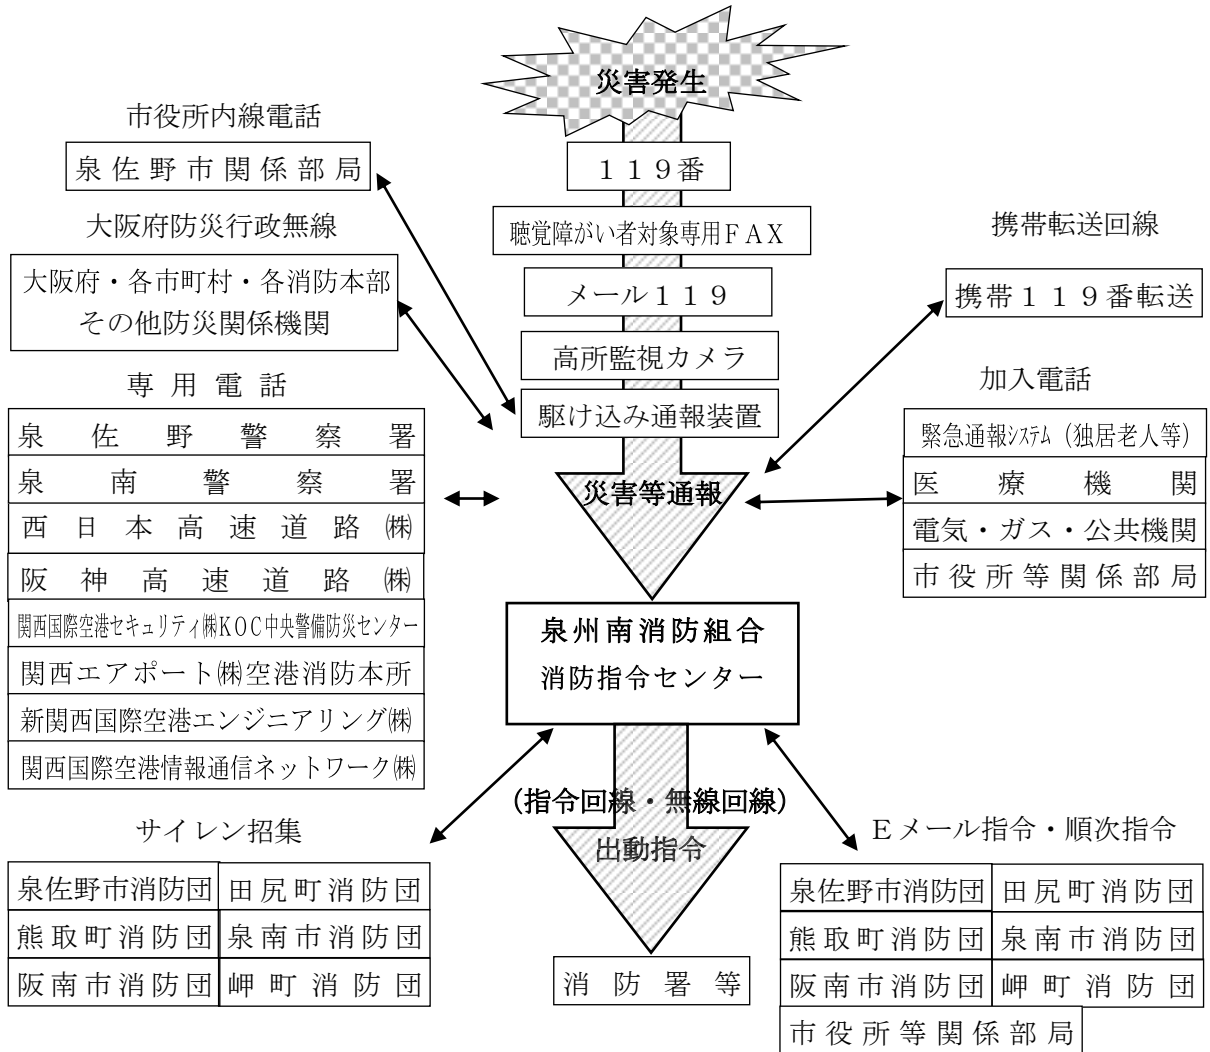 災害発生
市役所内線電話
泉佐野市関係部局
大阪府防災行政無線
大阪府・各市町村・各消防本部
その他防災関係機関
専用電話
泉佐野警察署
泉南警察署
西日本高速道路㈱
阪神高速道路㈱
関西国際空港セキュリティ㈱KOC中央警備防災センター
関西エアポート㈱空港消防本所
新関西国際空港エンジニアリング㈱
関西国際空港情報通信ネットワーク㈱
119番
聴覚障がい者対象専用FAX
メール119
高所監視カメラ
駆け込み通報装置
災害等通報
携帯転送回線
携帯119番転送
加入電話
緊急通報システム（独居老人等）
医療機関
電気・ガス・公共機関
市役所等関係部局
泉州南消防組合
消防指令センター
（指令回線・無線回線）
出動指令
消防署等
サイレン招集
泉佐野市消防団 田尻町消防団
熊取町消防団 泉南市消防団
阪南市消防団 岬町消防団
Eメール指令・順次指令
泉佐野市消防団 田尻町消防団
熊取町消防団 泉南市消防団
阪南市消防団 岬町消防団
市役所等関係部局